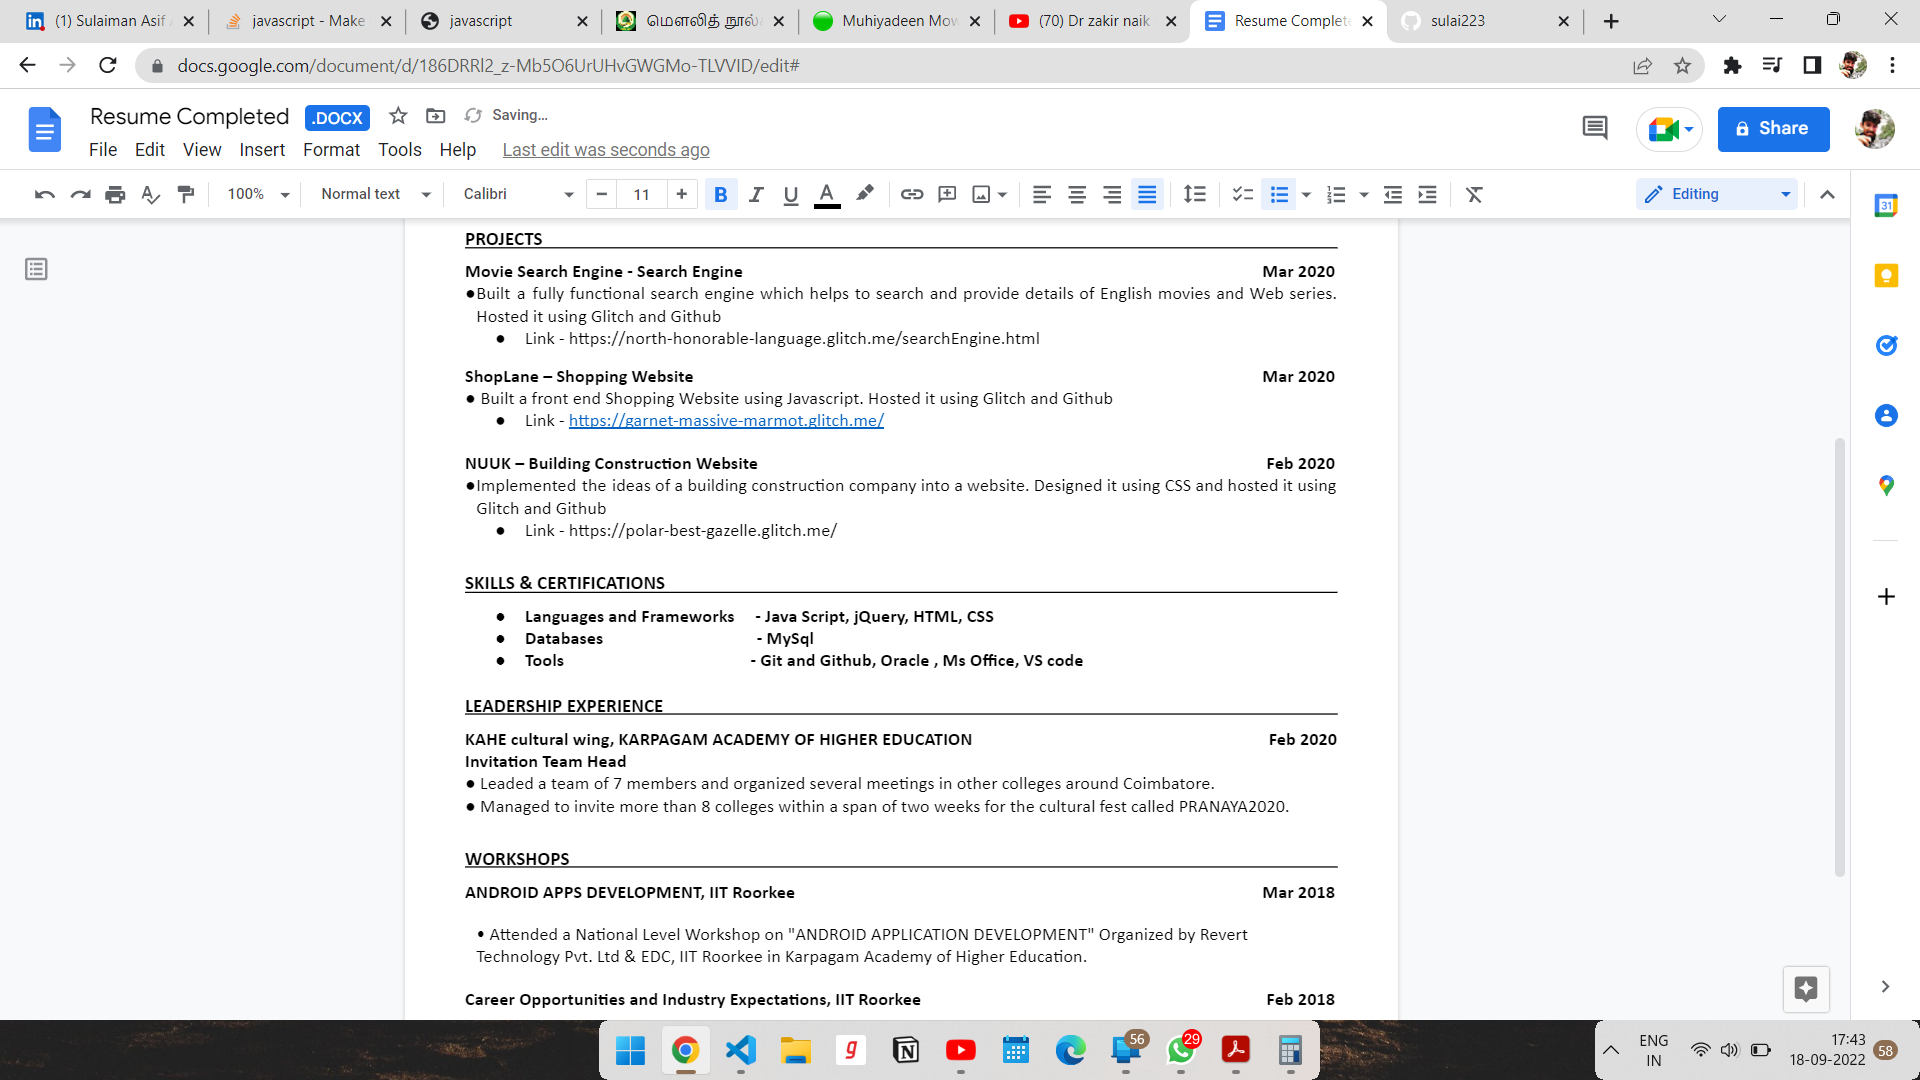 (1) Sulaiman Asif
javascript - Make
javascript
மௌலித் நூல்
Muhiyadeen Mow
(70) Dr zakir naik
Resume Complete
sulai223
docs.google.com/document/d/186DRRl2_z-Mb5O6UrUHvGWGMo-TLVVID/edit#
Resume Completed
.DOCX
Saving...
Share
File Edit View Insert Format Tools Help Last edit was seconds ago
100% Normal text Calibri 11 B I U A Editing
31
PROJECTS
Movie Search Engine - Search Engine Mar 2020
●Built a fully functional search engine which helps to search and provide details of English movies and Web series.
Hosted it using Glitch and Github
● Link - https://north-honorable-language.glitch.me/searchEngine.html
ShopLane – Shopping Website Mar 2020
● Built a front end Shopping Website using Javascript. Hosted it using Glitch and Github
● Link - https://garnet-massive-marmot.glitch.me/
NUUK – Building Construction Website Feb 2020
●Implemented the ideas of a building construction company into a website. Designed it using CSS and hosted it using
Glitch and Github
● Link - https://polar-best-gazelle.glitch.me/
SKILLS & CERTIFICATIONS
● Languages and Frameworks - Java Script, jQuery, HTML, CSS
● Databases - MySql
● Tools - Git and Github, Oracle , Ms Office, VS code
LEADERSHIP EXPERIENCE
KAHE cultural wing, KARPAGAM ACADEMY OF HIGHER EDUCATION Feb 2020
Invitation Team Head
● Leaded a team of 7 members and organized several meetings in other colleges around Coimbatore.
● Managed to invite more than 8 colleges within a span of two weeks for the cultural fest called PRANAYA2020.
WORKSHOPS
ANDROID APPS DEVELOPMENT, IIT Roorkee Mar 2018
• Attended a National Level Workshop on "ANDROID APPLICATION DEVELOPMENT" Organized by Revert
Technology Pvt. Ltd & EDC, IIT Roorkee in Karpagam Academy of Higher Education.
Career Opportunities and Industry Expectations, IIT Roorkee Feb 2018
56
29
ENG
IN
17:43
18-09-2022
58